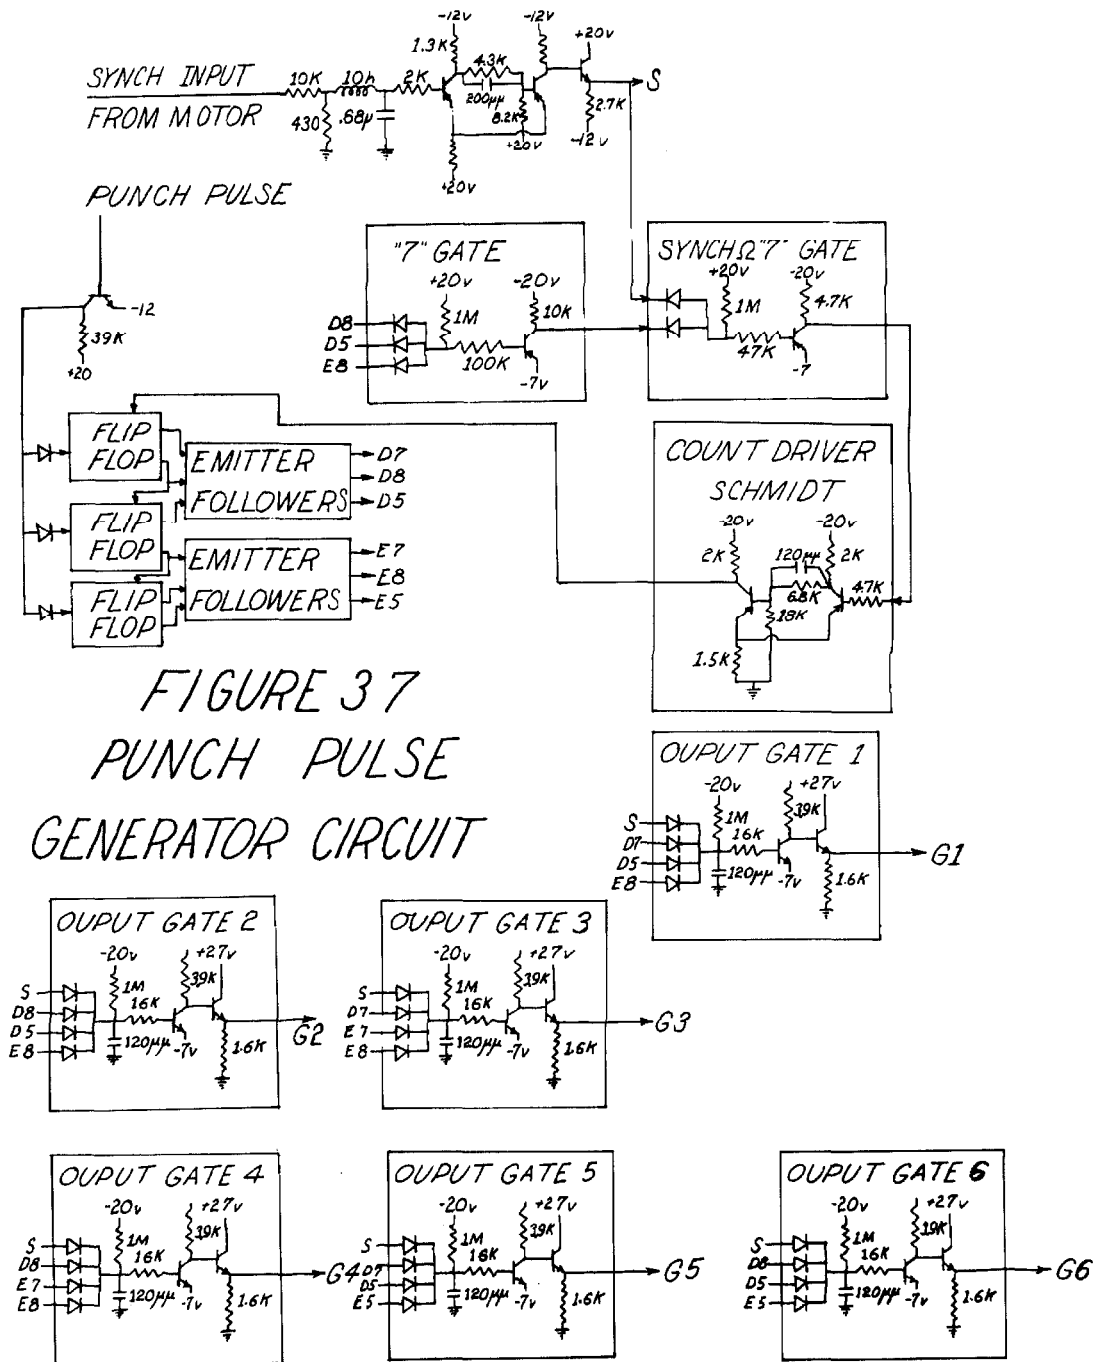 -12v -12v +20v
1.3K 4.3K
SYNCH INPUT 10K 10h 2K S
200µµ
FROM MOTOR 430 .68µ 8.2K 2.7K
+20v -12v
+20v
PUNCH PULSE
-12
39K
+20
"7" GATE
+20v -20v
1M 10K
D8
D5
E8
100K
-7v
SYNCHΩ"7" GATE
+20v -20v
1M 4.7K
47K
-7
FLIP
FLOP
EMITTER
FOLLOWERS
D7
D8
D5
FLIP
FLOP
EMITTER
FOLLOWERS
E7
E8
E5
FLIP
FLOP
COUNT DRIVER
SCHMIDT
-20v -20v
2K 120µµ 2K
6.8K 4.7K
18K
1.5K
FIGURE 37
PUNCH PULSE
GENERATOR CIRCUIT
OUPUT GATE 1
-20v +27v
1M 39K
S 16K
D7
D5 120µµ -7v 1.6K
E8
G1
OUPUT GATE 2
-20v +27v
1M 39K
S 16K
D8
D5 120µµ -7v 1.6K
E8
G2
OUPUT GATE 3
-20v +27v
1M 39K
S 16K
D7
E7 120µµ -7v 1.6K
E8
G3
OUPUT GATE 4
-20v +27v
1M 39K
S 16K
D8
E7 120µµ -7v 1.6K
E8
G4
OUPUT GATE 5
-20v +27v
1M 39K
S 16K
D7
D5 120µµ -7v 1.6K
E5
G5
OUPUT GATE 6
-20v +27v
1M 39K
S 16K
D8
D5 120µµ -7v 1.6K
E5
G6